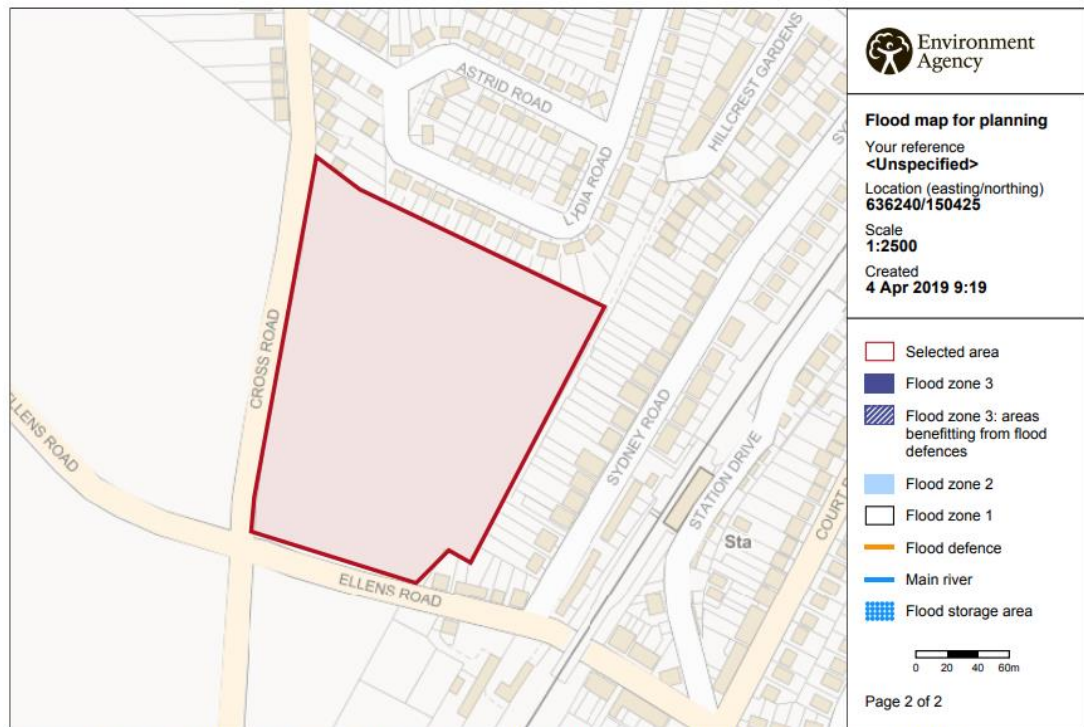 ASTRID ROAD
HILLCREST GARDENS
LYDIA ROAD
CROSS ROAD
ELLENS ROAD
SYDNEY ROAD
STATION DRIVE
Sta
ELLENS ROAD
Environment
Agency
Flood map for planning
Your reference
<Unspecified>
Location (easting/northing)
636240/150425
Scale
1:2500
Created
4 Apr 2019 9:19
Selected area
Flood zone 3
Flood zone 3: areas
benefitting from flood
defences
Flood zone 2
Flood zone 1
Flood defence
Main river
Flood storage area
0 20 40 60m
Page 2 of 2